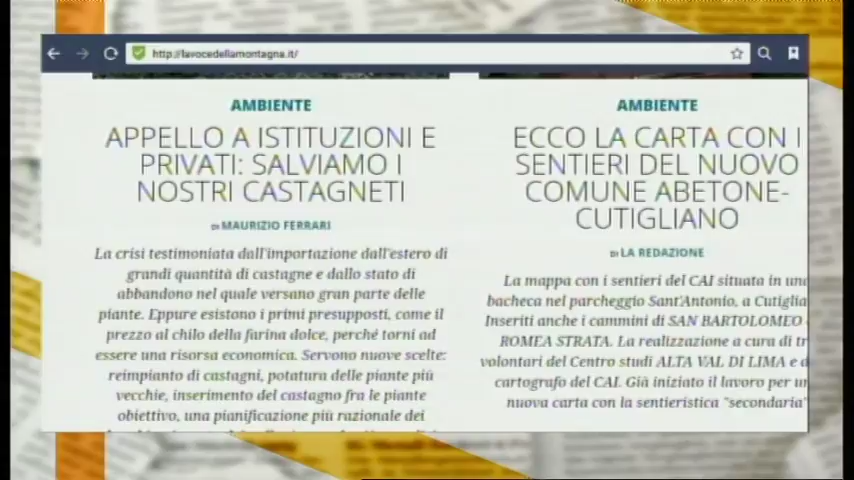 http://lavocedellamontagna.it/
AMBIENTE
APPELLO A ISTITUZIONI E
PRIVATI: SALVIAMO I
NOSTRI CASTAGNETI
DI MAURIZIO FERRARI
La crisi testimoniata dall'importazione dall'estero di
grandi quantità di castagne e dallo stato di
abbandono nel quale versano gran parte delle
piante. Eppure esistono i primi presupposti, come il
prezzo al chilo della farina dolce, perché torni ad
essere una risorsa economica. Servono nuove scelte:
reimpianto di castagni, potatura delle piante più
vecchie, inserimento del castagno fra le piante
obiettivo, una pianificazione più razionale dei
AMBIENTE
ECCO LA CARTA CON I
SENTIERI DEL NUOVO
COMUNE ABETONE-
CUTIGLIANO
DI LA REDAZIONE
La mappa con i sentieri del CAI situata in una
bacheca nel parcheggio Sant'Antonio, a Cutiglia
Inseriti anche i cammini di SAN BARTOLOMEO
ROMEA STRATA. La realizzazione a cura di tr
volontari del Centro studi ALTA VAL DI LIMA e d
cartografo del CAI. Già iniziato il lavoro per un
nuova carta con la sentieristica "secondaria"